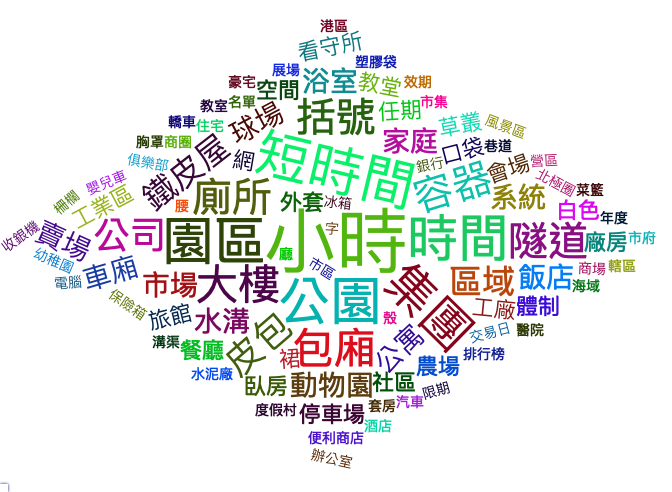 港區
看守所
塑膠袋
展場
浴室
教堂
效期
豪宅
空間
教室
名單
括號
任期
市集
轎車
住宅
球場
草叢
風景區
胸罩
商圈
家庭
口袋
巷道
俱樂部
鐵皮屋
網
短時間
銀行
會場
營區
嬰兒車
廁所
外套
冰箱
容器
北極圈
菜籃
柵欄
工業區
腰
字
系統
白色
年度
收銀機
賣場
公司
園區
小時
時間
隧道
廠房
市府
幼稚園
廳
市區
電腦
車廂
市場
大樓
公園
集團
區域
飯店
商場
轄區
海域
保險箱
旅館
水溝
殼
工廠
體制
交易日
醫院
溝渠
餐廳
皮包
裙
包廂
公寓
農場
排行榜
水泥廠
臥房
動物園
社區
限期
度假村
停車場
套房
汽車
便利商店
酒店
辦公室